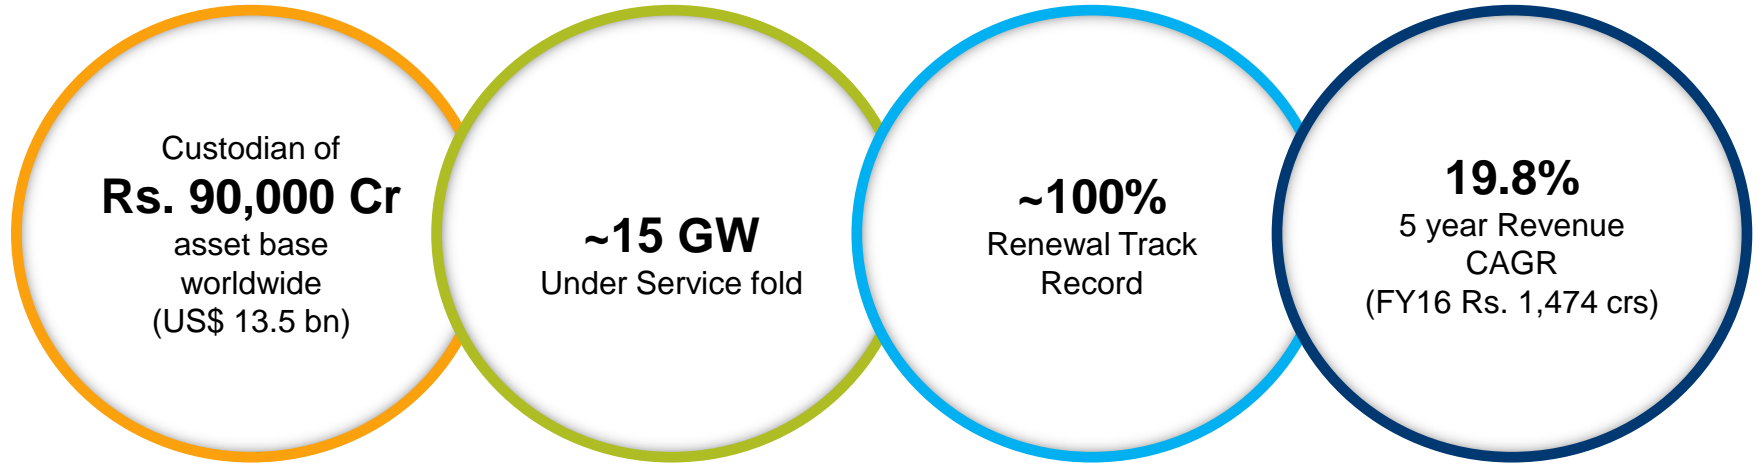 Custodian of
Rs. 90,000 Cr
asset base
worldwide
(US$ 13.5 bn)
~15 GW
Under Service fold
~100%
Renewal Track
Record
19.8%
5 year Revenue
CAGR
(FY16 Rs. 1,474 crs)